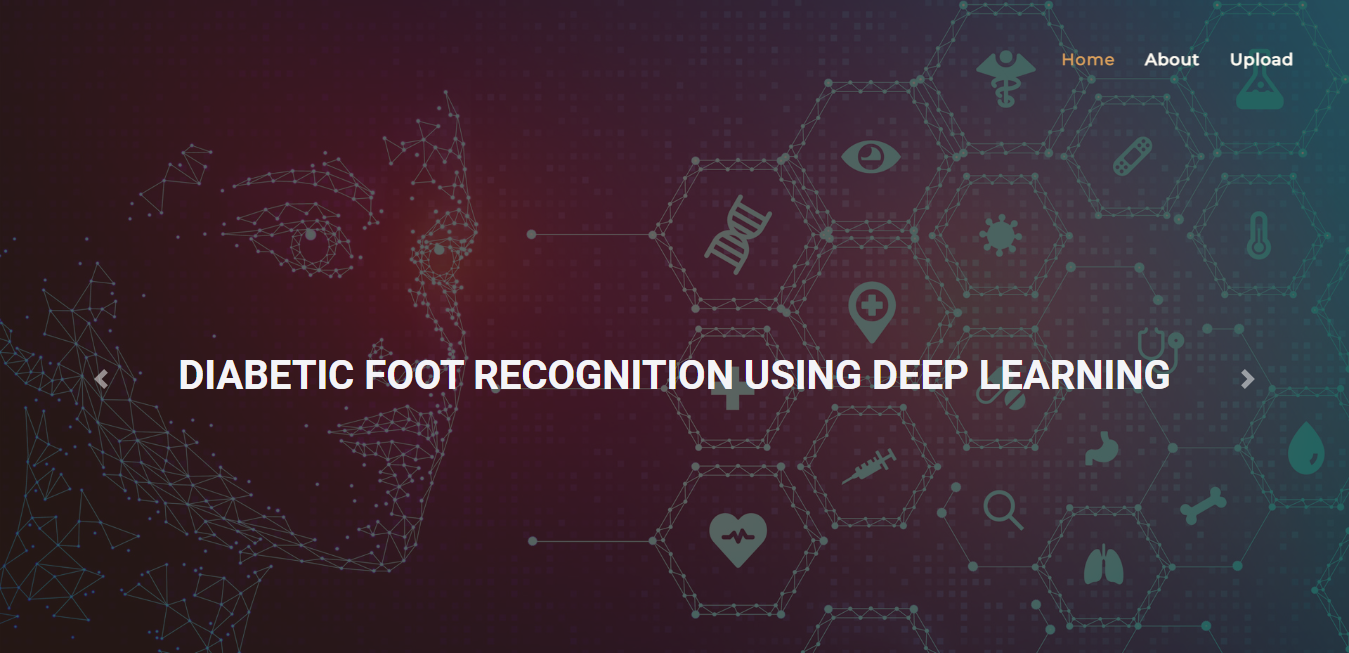 Home About Upload
DIABETIC FOOT RECOGNITION USING DEEP LEARNING